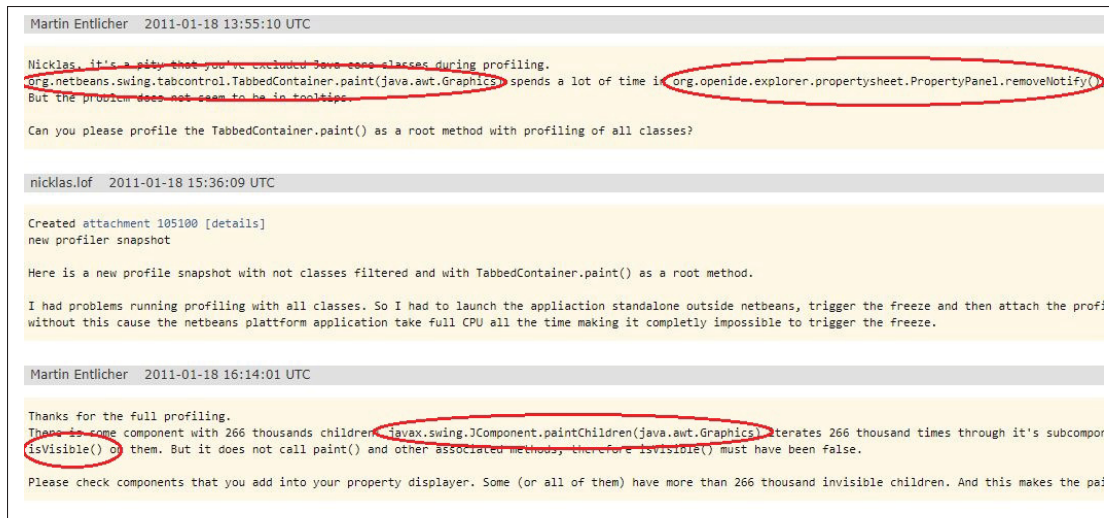 Martin Entlicher 2011-01-18 13:55:10 UTC
Nicklas, it's a pity that you've excluded Java core classes during profiling.
org.netbeans.swing.tabcontrol.TabbedContainer.paint(java.awt.Graphics) spends a lot of time in org.openide.explorer.propertysheet.PropertyPanel.removeNotify()
But the problem does not seem to be in tooltips.
Can you please profile the TabbedContainer.paint() as a root method with profiling of all classes?
nicklas.lof 2011-01-18 15:36:09 UTC
Created attachment 105100 [details]
new profiler snapshot
Here is a new profile snapshot with not classes filtered and with TabbedContainer.paint() as a root method.
I had problems running profiling with all classes. So I had to launch the appliaction standalone outside netbeans, trigger the freeze and then attach the profi
without this cause the netbeans plattform application take full CPU all the time making it completly impossible to trigger the freeze.
Martin Entlicher 2011-01-18 16:14:01 UTC
Thanks for the full profiling.
There is some component with 266 thousands children. javax.swing.JComponent.paintChildren(java.awt.Graphics) iterates 266 thousand times through it's subcompon
isVisible() on them. But it does not call paint() and other associated methods, therefore isVisible() must have been false.
Please check components that you add into your property displayer. Some (or all of them) have more than 266 thousand invisible children. And this makes the pai